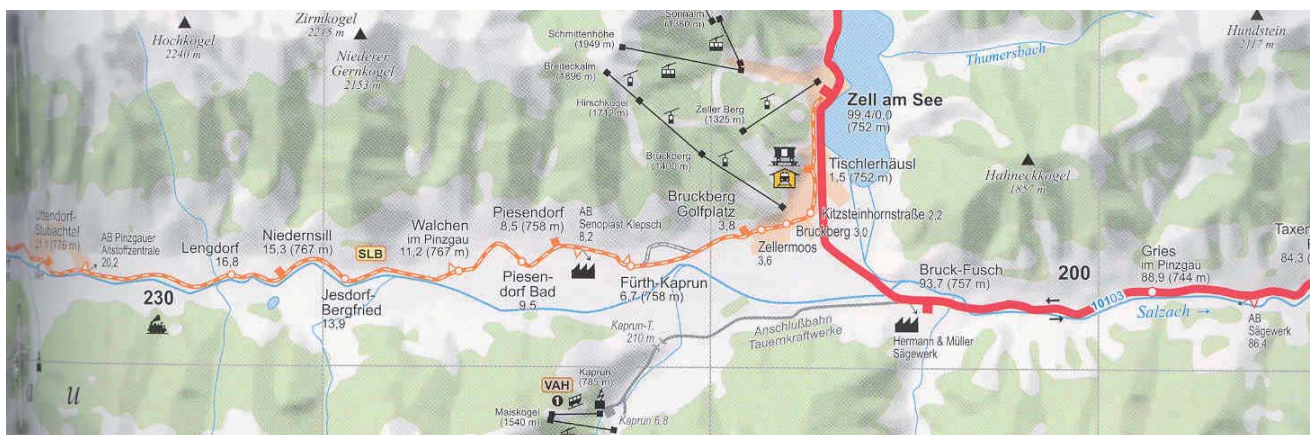 Hochkogel
2240 m
Zirmkogel
2215 m
Niederer
Gernkogel
2153 m
Sonnalm
(1380 m)
Schmittenhöhe
(1949 m)
Breiteckalm
(1896 m)
Hirschkogel
(1712 m)
Zeller Berg
(1325 m)
Bruckberg
(1400 m)
Thumersbach
Hundstein
2117 m
Zell am See
99,4/0,0
(752 m)
Tischlerhäusl
1,5 (752 m)
Hahneckkogel
1857 m
Bruckberg
Golfplatz
3,8
Kitzsteinhornstraße 2,2
Bruckberg 3,0
Zellermoos
3,6
Uttendorf-
Stubachtal
21,1 (776 m)
AB Pinzgauer
Altstoffzentrale
20,2
Lengdorf
16,8
Niedernsill
15,3 (767 m)
SLB
Walchen
im Pinzgau
11,2 (767 m)
Piesendorf
8,5 (758 m)
AB
Senoplast Klepsch
8,2
Jesdorf-
Bergfried
13,9
Piesen-
dorf Bad
9,5
Fürth-Kaprun
6,7 (758 m)
230
Bruck-Fusch
93,7 (757 m)
200
Gries
im Pinzgau
88,9 (744 m)
Taxen
84,3 (
10103
Salzach →
AB
Sägewerk
86,4
Hermann & Müller
Sägewerk
Anschlußbahn
Tauernkraftwerke
Kaprun-T.
210 m
Kaprun
(785 m)
VAH
1
Maiskogel
(1540 m)
Kaprun 6,8
a u